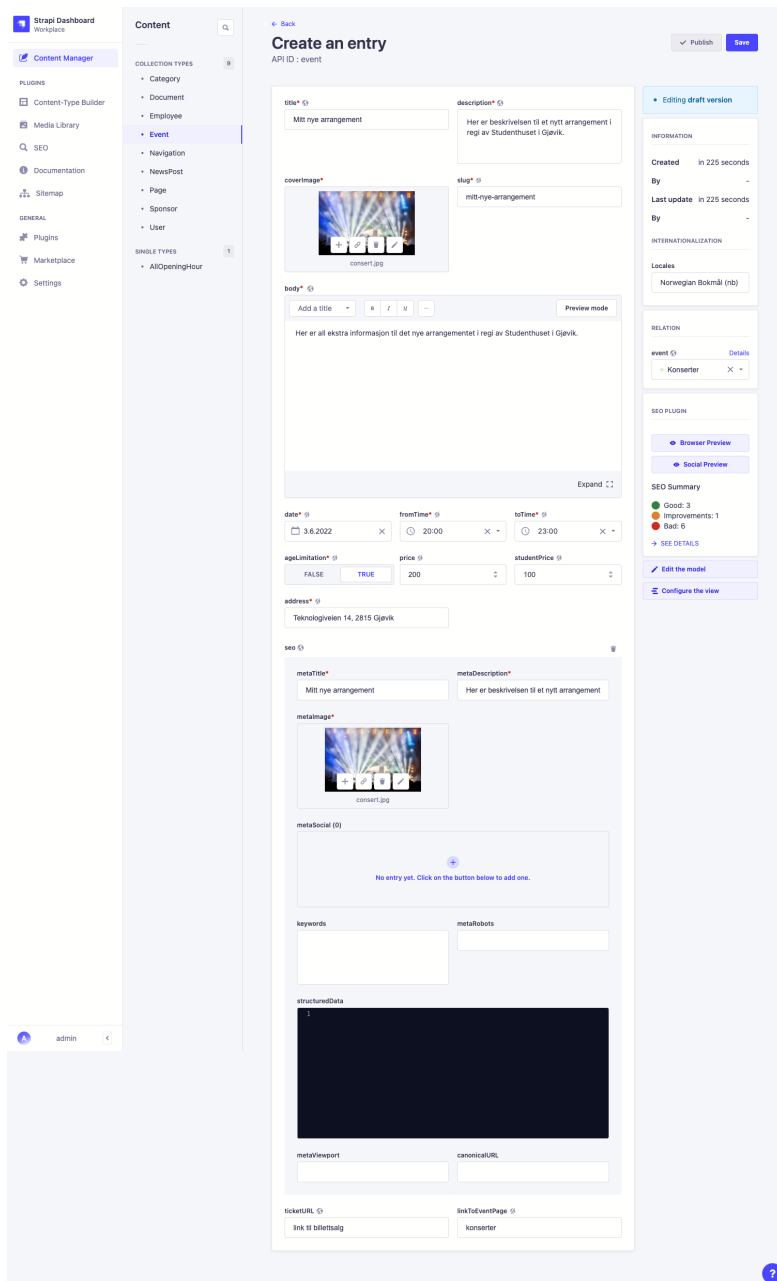 Strapi Dashboard
Workplace
Content Manager
PLUGINS
Content-Type Builder
Media Library
SEO
Documentation
Sitemap
GENERAL
Plugins
Marketplace
Settings
A
admin
Content
COLLECTION TYPES 9
Category
Document
Employee
Event
Navigation
NewsPost
Page
Sponsor
User
SINGLE TYPES 1
AllOpeningHour
← Back
Create an entry
API ID : event
Publish
Save
title*
Mitt nye arrangement
description*
Her er beskrivelsen til et nytt arrangement i
regi av Studenthuset i Gjøvik.
coverImage*
consert.jpg
slug*
mitt-nye-arrangement
body*
Add a title
B I U
Preview mode
Her er all ekstra informasjon til det nye arrangementet i regi av Studenthuset i Gjøvik.
Expand
date*
3.6.2022
fromTime*
20:00
toTime*
23:00
ageLimitation*
FALSE TRUE
price
200
studentPrice
100
address*
Teknologiveien 14, 2815 Gjøvik
seo
metaTitle*
Mitt nye arrangement
metaDescription*
Her er beskrivelsen til et nytt arrangement
metaImage*
consert.jpg
metaSocial (0)
No entry yet. Click on the button below to add one.
keywords
metaRobots
structuredData
1
metaViewport
canonicalURL
ticketURL
link til billettsalg
linkToEventPage
konserter
Editing draft version
INFORMATION
Created in 225 seconds
By -
Last update in 225 seconds
By -
INTERNATIONALIZATION
Locales
Norwegian Bokmål (nb)
RELATION
event Details
Konserter
SEO PLUGIN
Browser Preview
Social Preview
SEO Summary
Good: 3
Improvements: 1
Bad: 6
→ SEE DETAILS
Edit the model
Configure the view
?